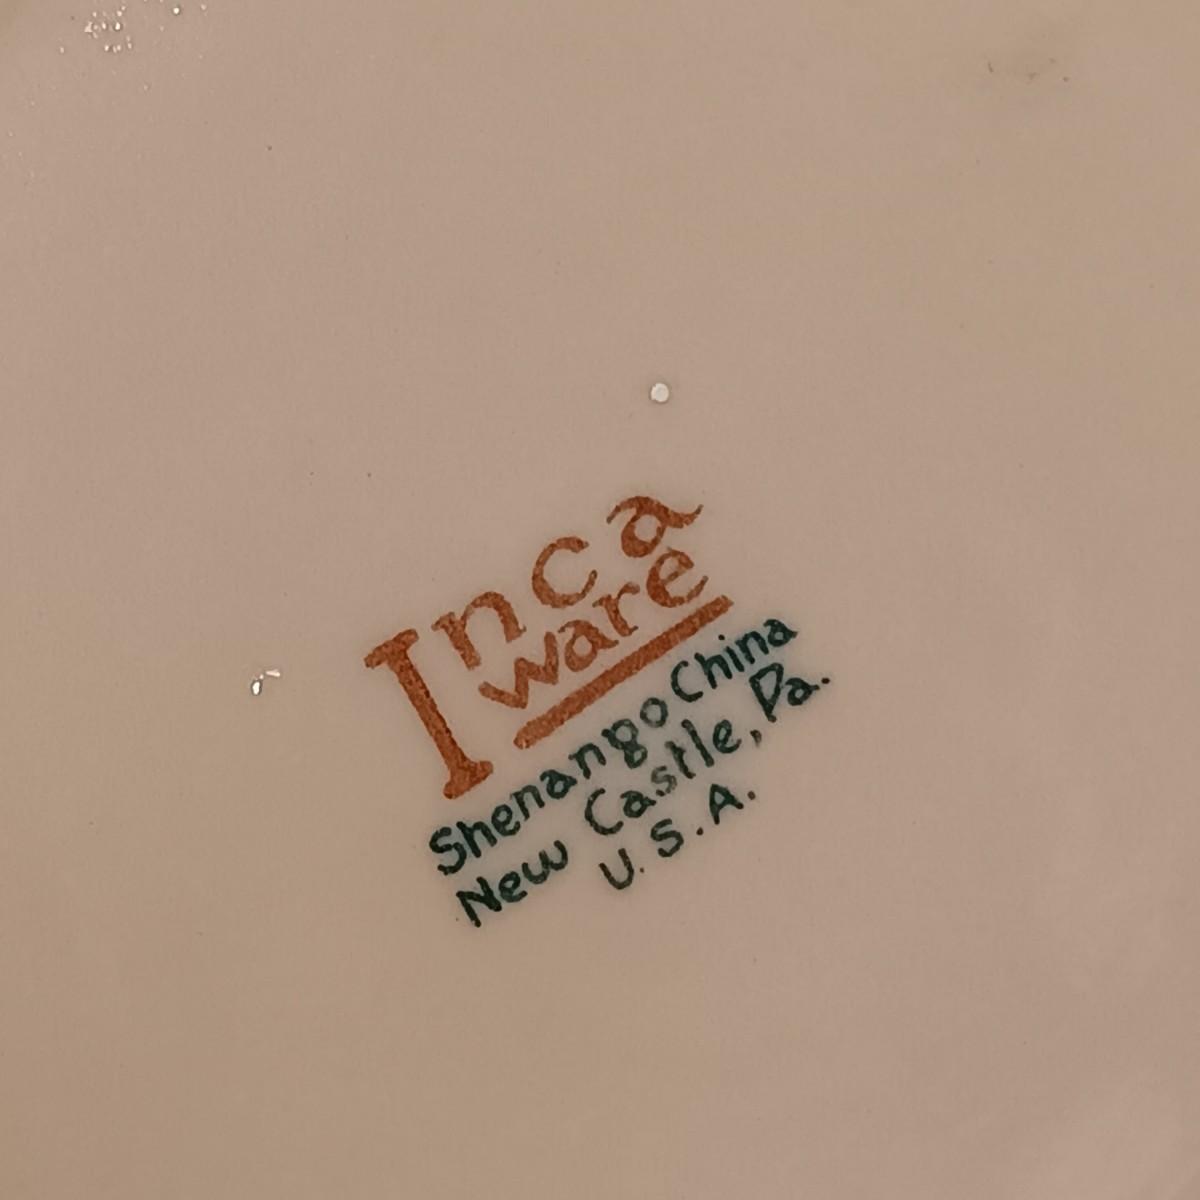 Inca
ware
Shenango China
New Castle, Pa.
U.S.A.